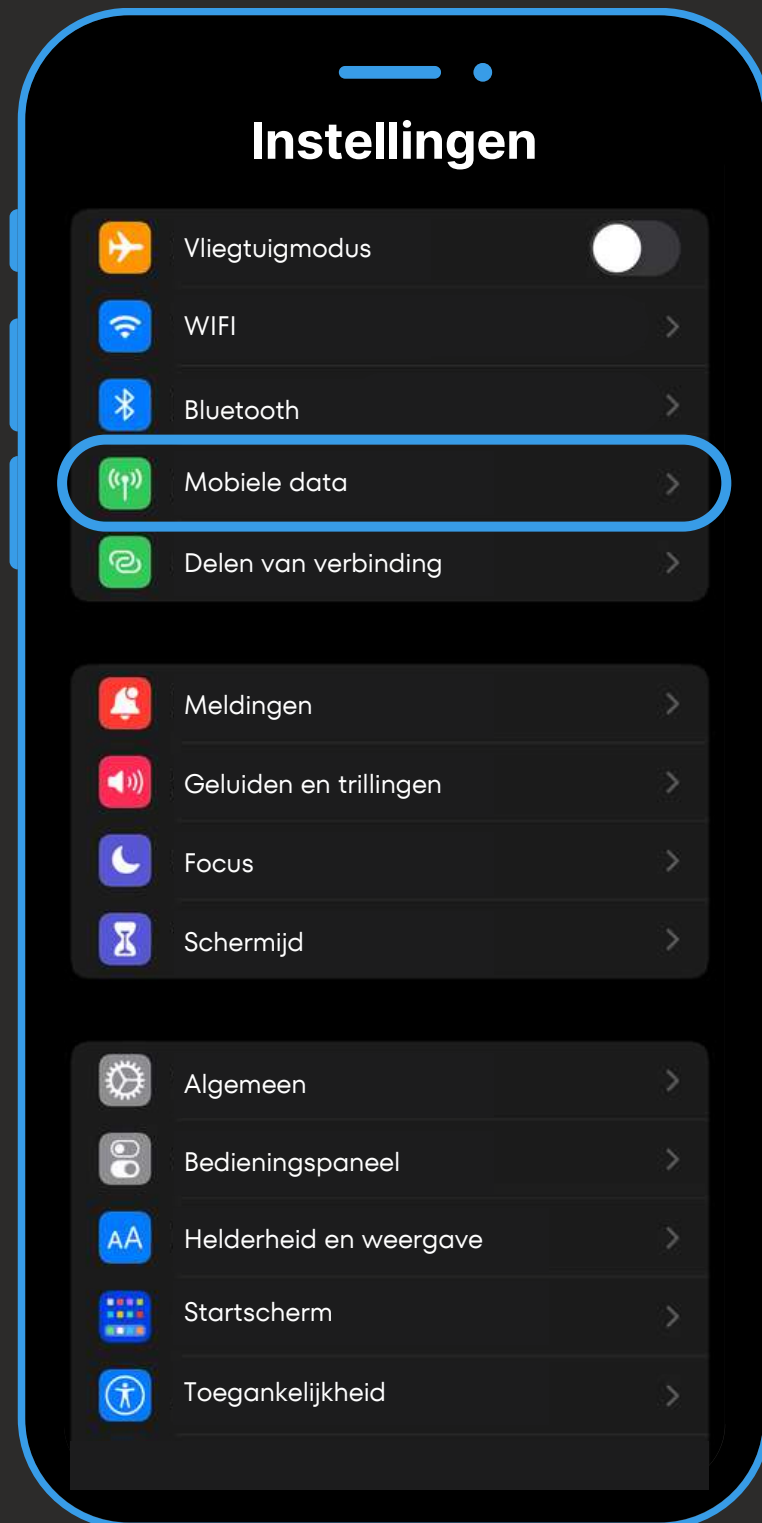 Instellingen
Vliegtuigmodus
WIFI
Bluetooth
Mobiele data
Delen van verbinding
Meldingen
Geluiden en trillingen
Focus
Schermijd
Algemeen
Bedieningspaneel
AA Helderheid en weergave
Startscherm
Toegankelijkheid